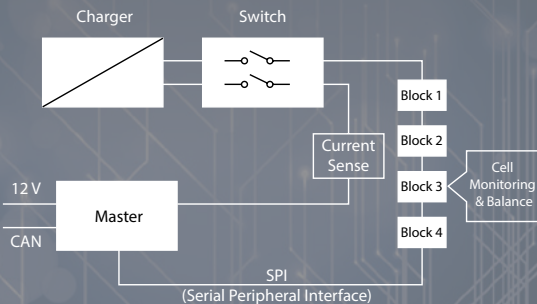 Charger
Switch
Block 1
Block 2
Current
Sense
Block 3
Cell
Monitoring
& Balance
12 V
Master
CAN
Block 4
SPI
(Serial Peripheral Interface)